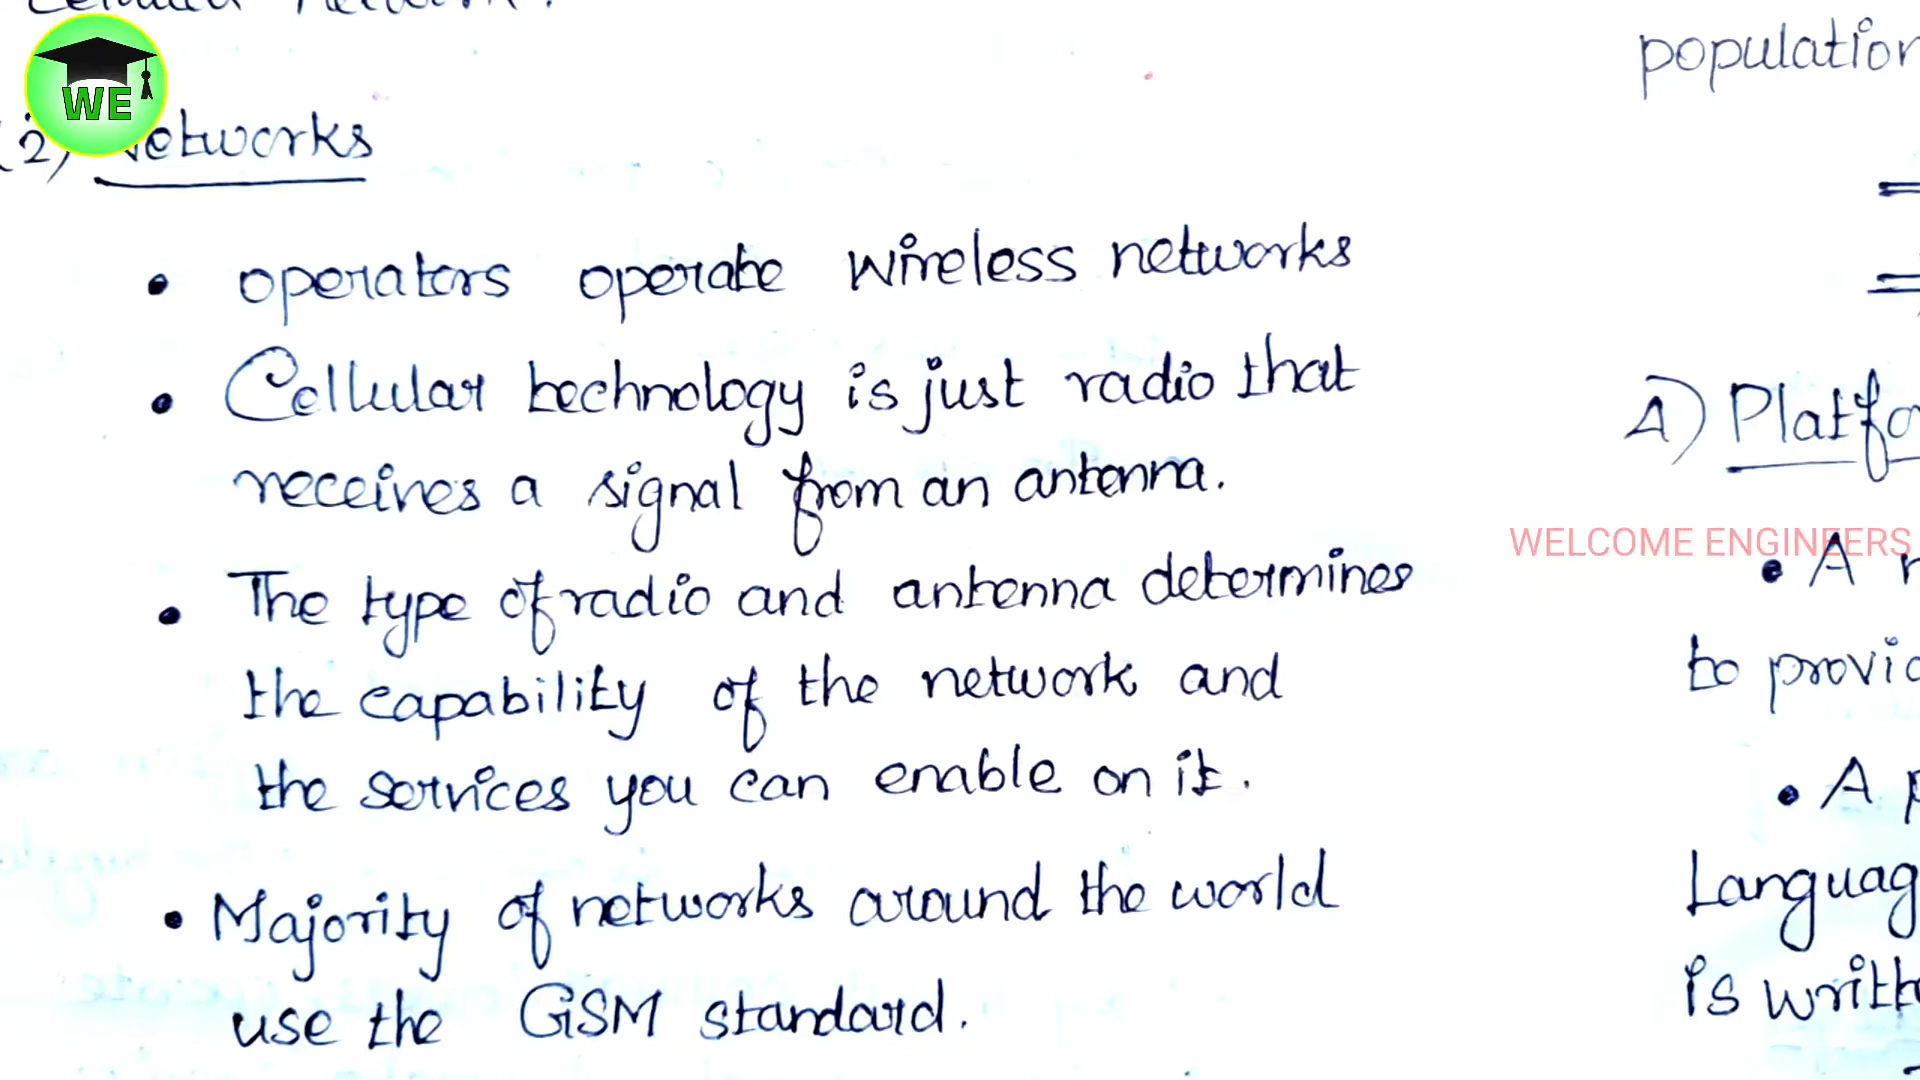 WE
(2) Networks
• operators operate wireless networks
• Cellular technology is just radio that
receives a signal from an antenna.
• The type of radio and antenna determines
the capability of the network and
the services you can enable on it.
• Majority of networks around the world
use the GSM standard.
population
A) Platfo
WELCOME ENGINEERS
• A
to provid
• A p
Languag
is writt